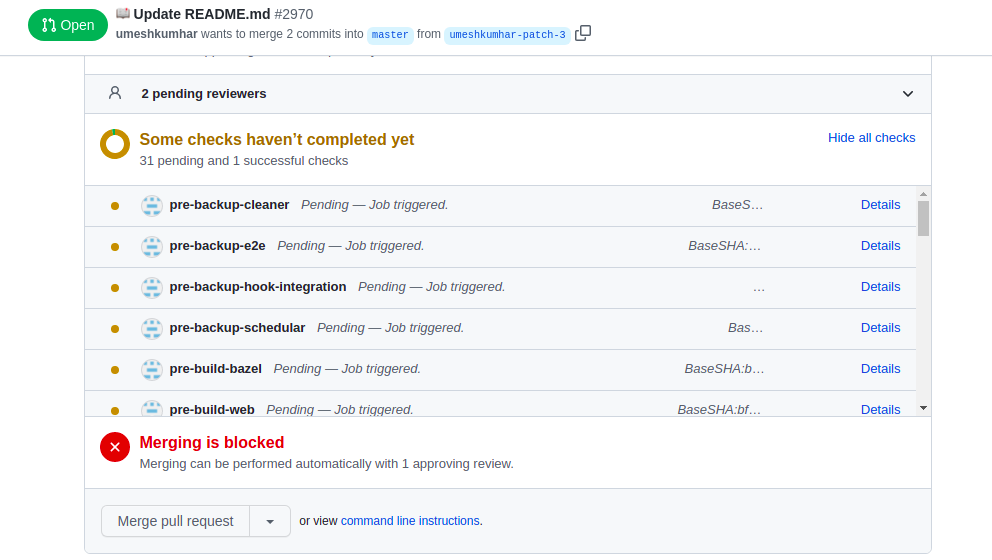 Open
Update README.md #2970
umeshkumhar wants to merge 2 commits into master from umeshkumhar-patch-3
2 pending reviewers
Some checks haven’t completed yet
Hide all checks
31 pending and 1 successful checks
pre-backup-cleaner Pending — Job triggered. BaseS… Details
pre-backup-e2e Pending — Job triggered. BaseSHA:… Details
pre-backup-hook-integration Pending — Job triggered. … Details
pre-backup-schedular Pending — Job triggered. Bas… Details
pre-build-bazel Pending — Job triggered. BaseSHA:b… Details
pre-build-web Pending — Job triggered. BaseSHA:bf… Details
Merging is blocked
Merging can be performed automatically with 1 approving review.
Merge pull request or view command line instructions.